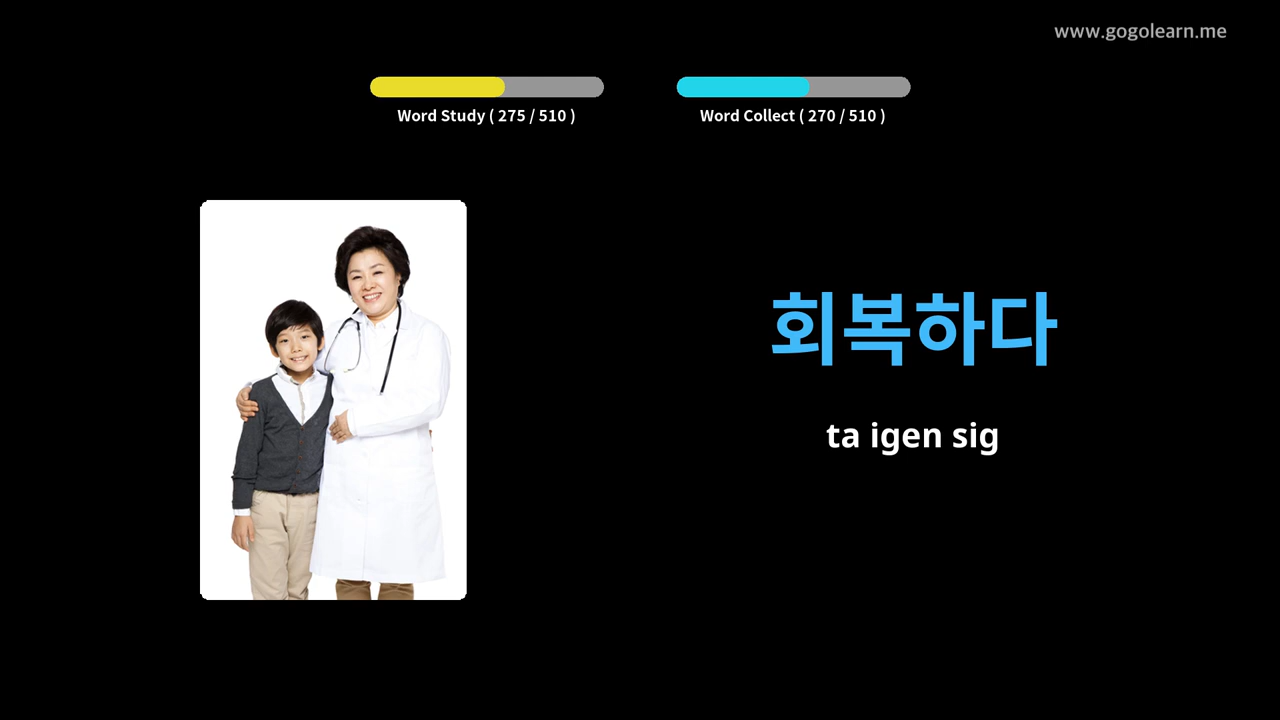 www.gogolearn.me
Word Study ( 275 / 510 )
Word Collect ( 270 / 510 )
회복하다
ta igen sig